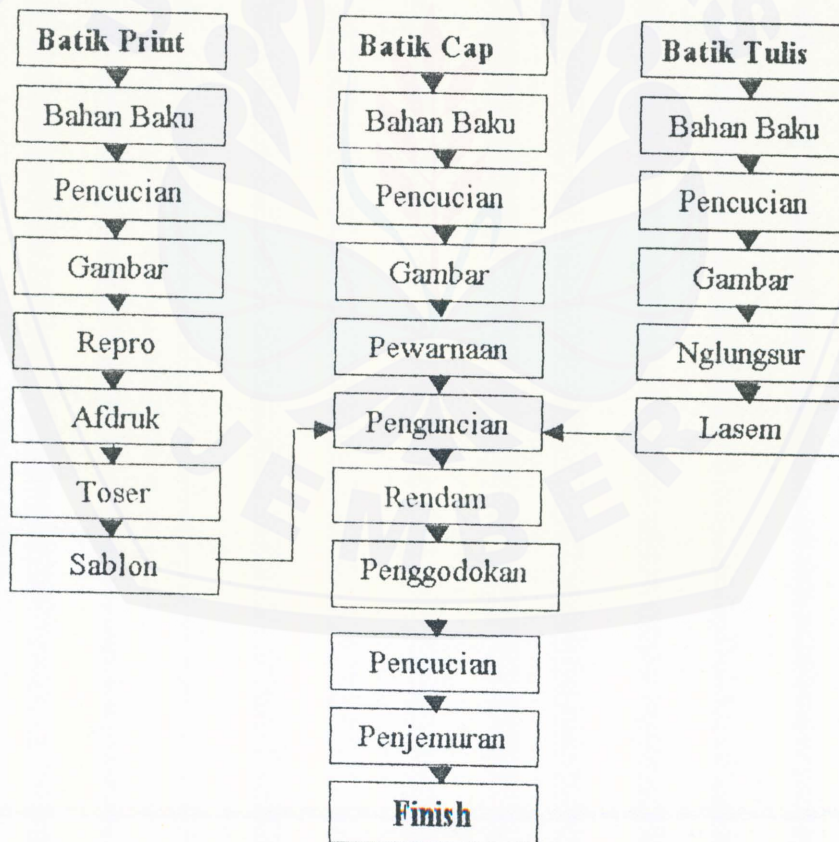 Batik Print
Bahan Baku
Pencucian
Gambar
Repro
Afdruk
Toser
Sablon
Batik Cap
Bahan Baku
Pencucian
Gambar
Pewarnaan
Penguncian
Rendam
Penggodokan
Pencucian
Penjemuran
Finish
Batik Tulis
Bahan Baku
Pencucian
Gambar
Nglungsur
Lasem
JEMBER